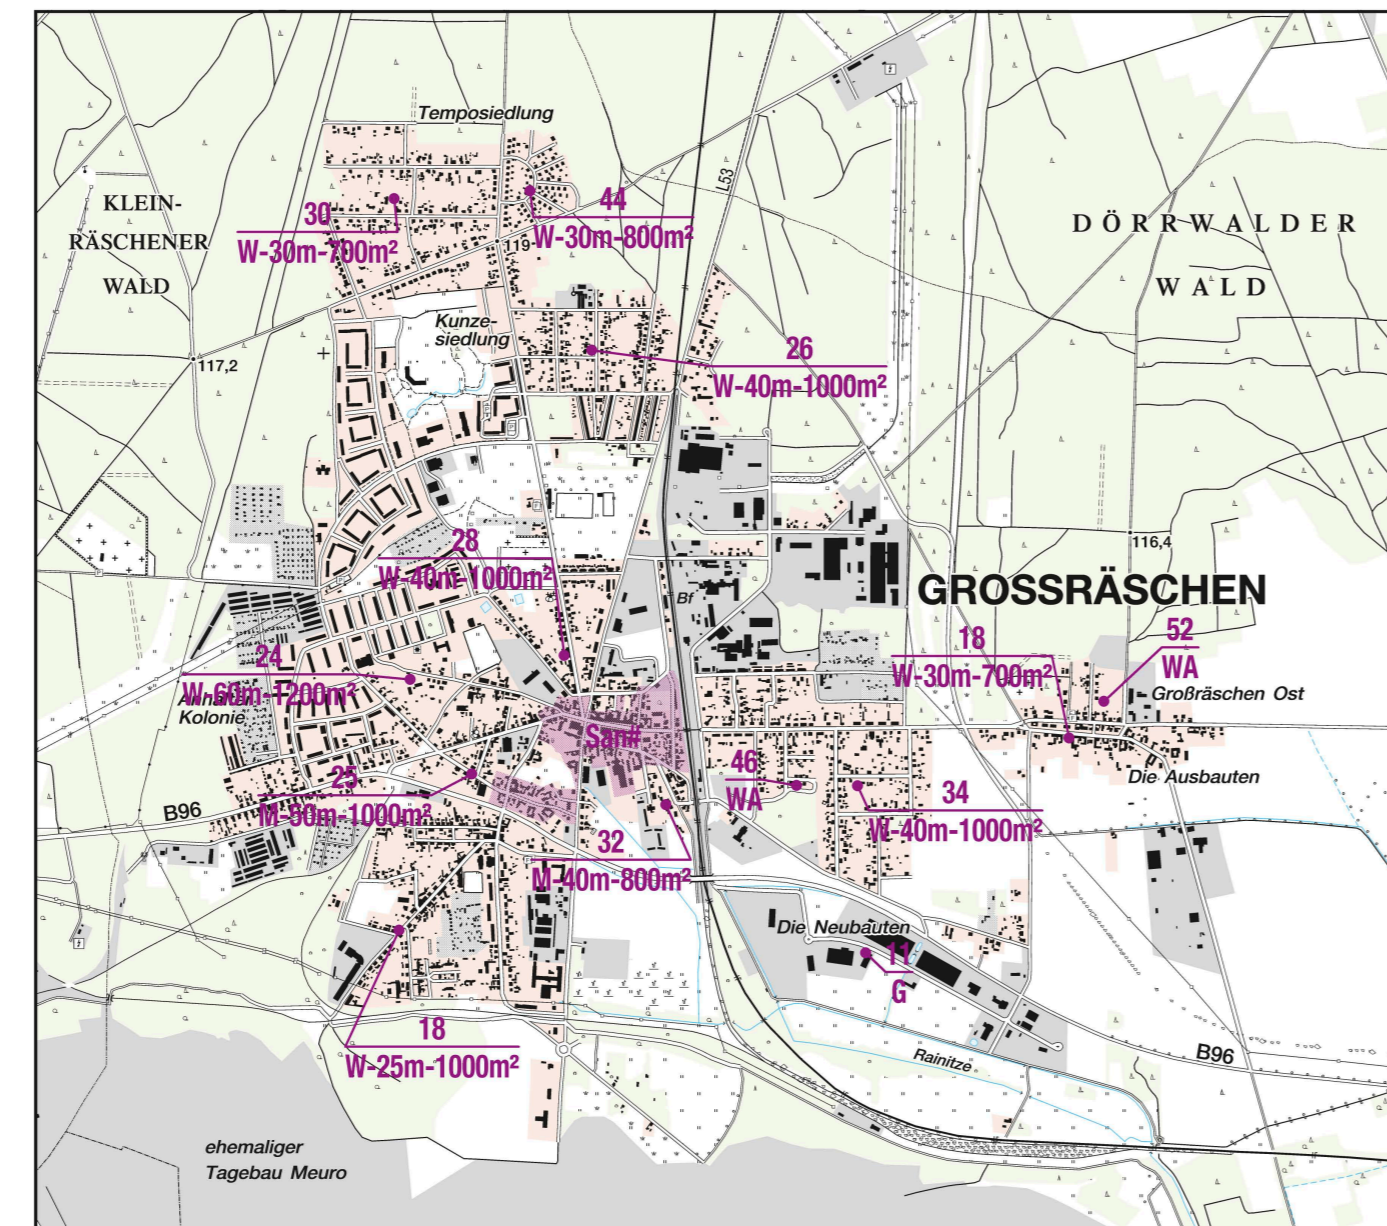 Temposiedlung
L53
KLEIN-
RÄSCHENER
WALD
30
W-30m-700m²
44
W-30m-800m²
119
DÖRRWALDER
WALD
Kunze-
siedlung
117,2
26
W-40m-1000m²
28
W-40m-1000m²
116,4
Bf
GROSSRÄSCHEN
18
W-30m-700m²
52
WA
Großräschen Ost
24
W-60m-1200m²
Kolonie
San#
46
WA
Die Ausbauten
25
M-50m-1000m²
B96
34
W-40m-1000m²
32
M-40m-800m²
Die Neubauten
11
G
18
W-25m-1000m²
Rainitze
B96
ehemaliger
Tagebau Meuro